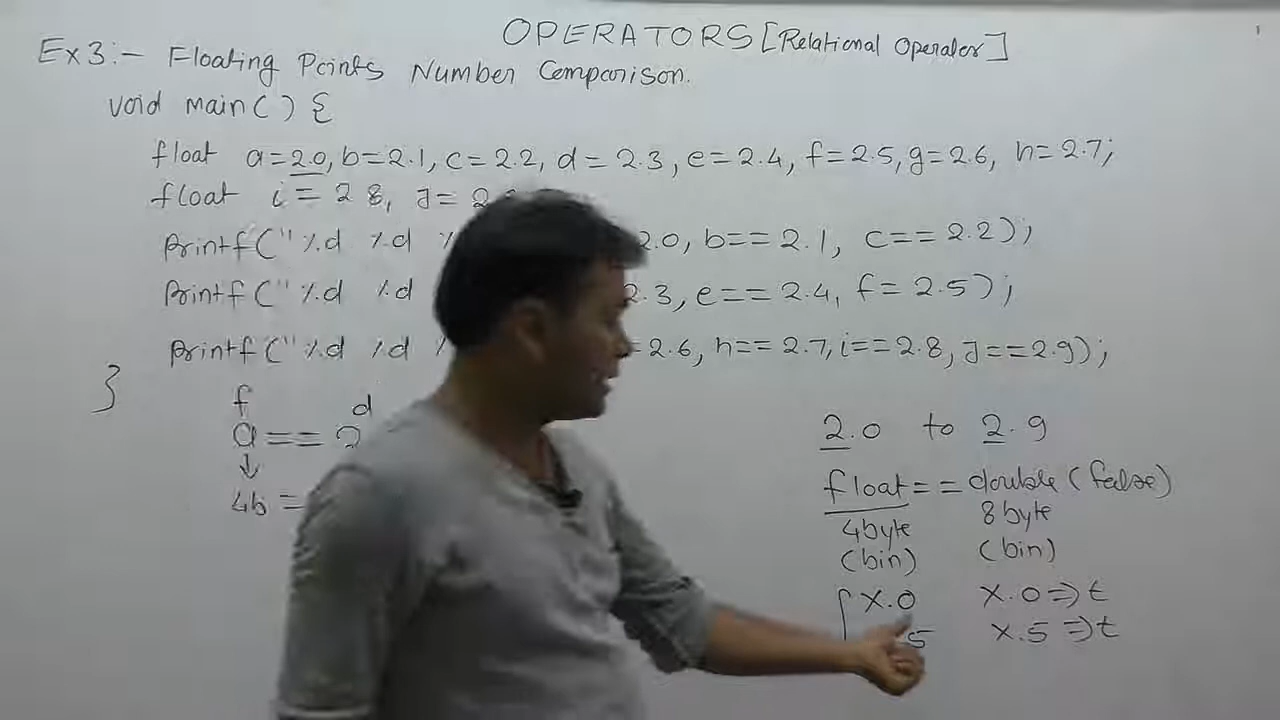 OPERATORS [Relational Operator]
Ex3:- Floating Points Number Comparison.
void main( ) {
float a=2.0, b=2.1, c=2.2, d=2.3, e=2.4, f=2.5, g=2.6, h=2.7;
float i=2 8, J=2
Printf("%d %d % 2.0, b==2.1, c==2.2);
Printf("%d %d 2.3, e==2.4, f=2.5);
Printf("%d %d % =2.6, h==2.7, i==2.8, J==2.9);
}
f d
a == 2
↓
4b =
2.0 to 2.9
float == double (false)
4byte 8byte
(bin) (bin)
X.0 X.0 => t
5 X.5 => t